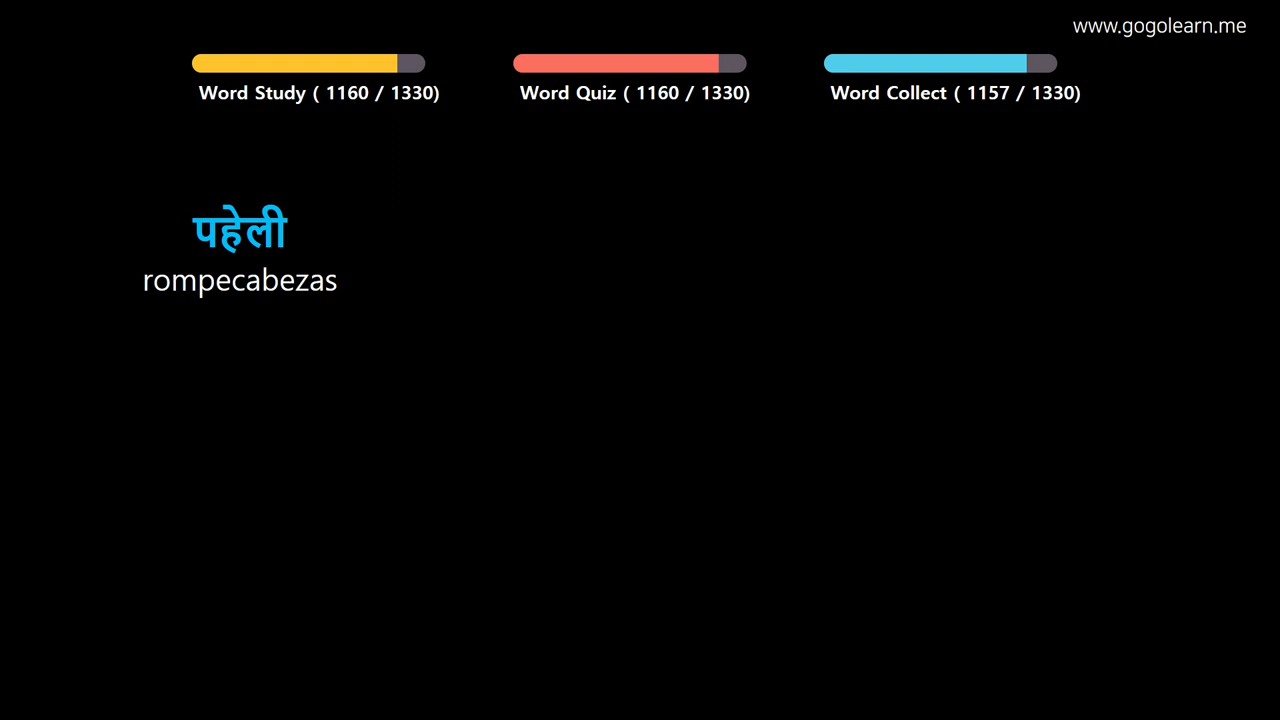 www.gogolearn.me
Word Study ( 1160 / 1330)
Word Quiz ( 1160 / 1330)
Word Collect ( 1157 / 1330)
पहेली
rompecabezas